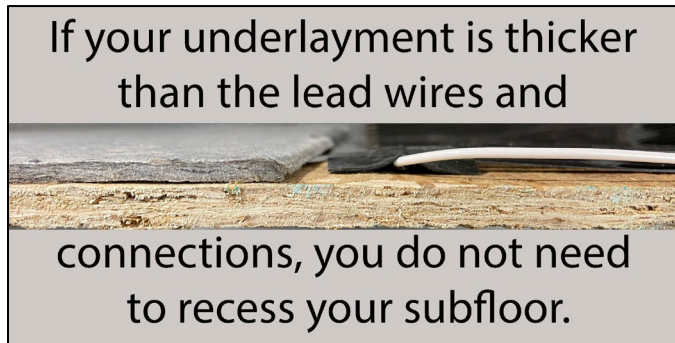 If your underlayment is thicker
than the lead wires and
connections, you do not need
to recess your subfloor.